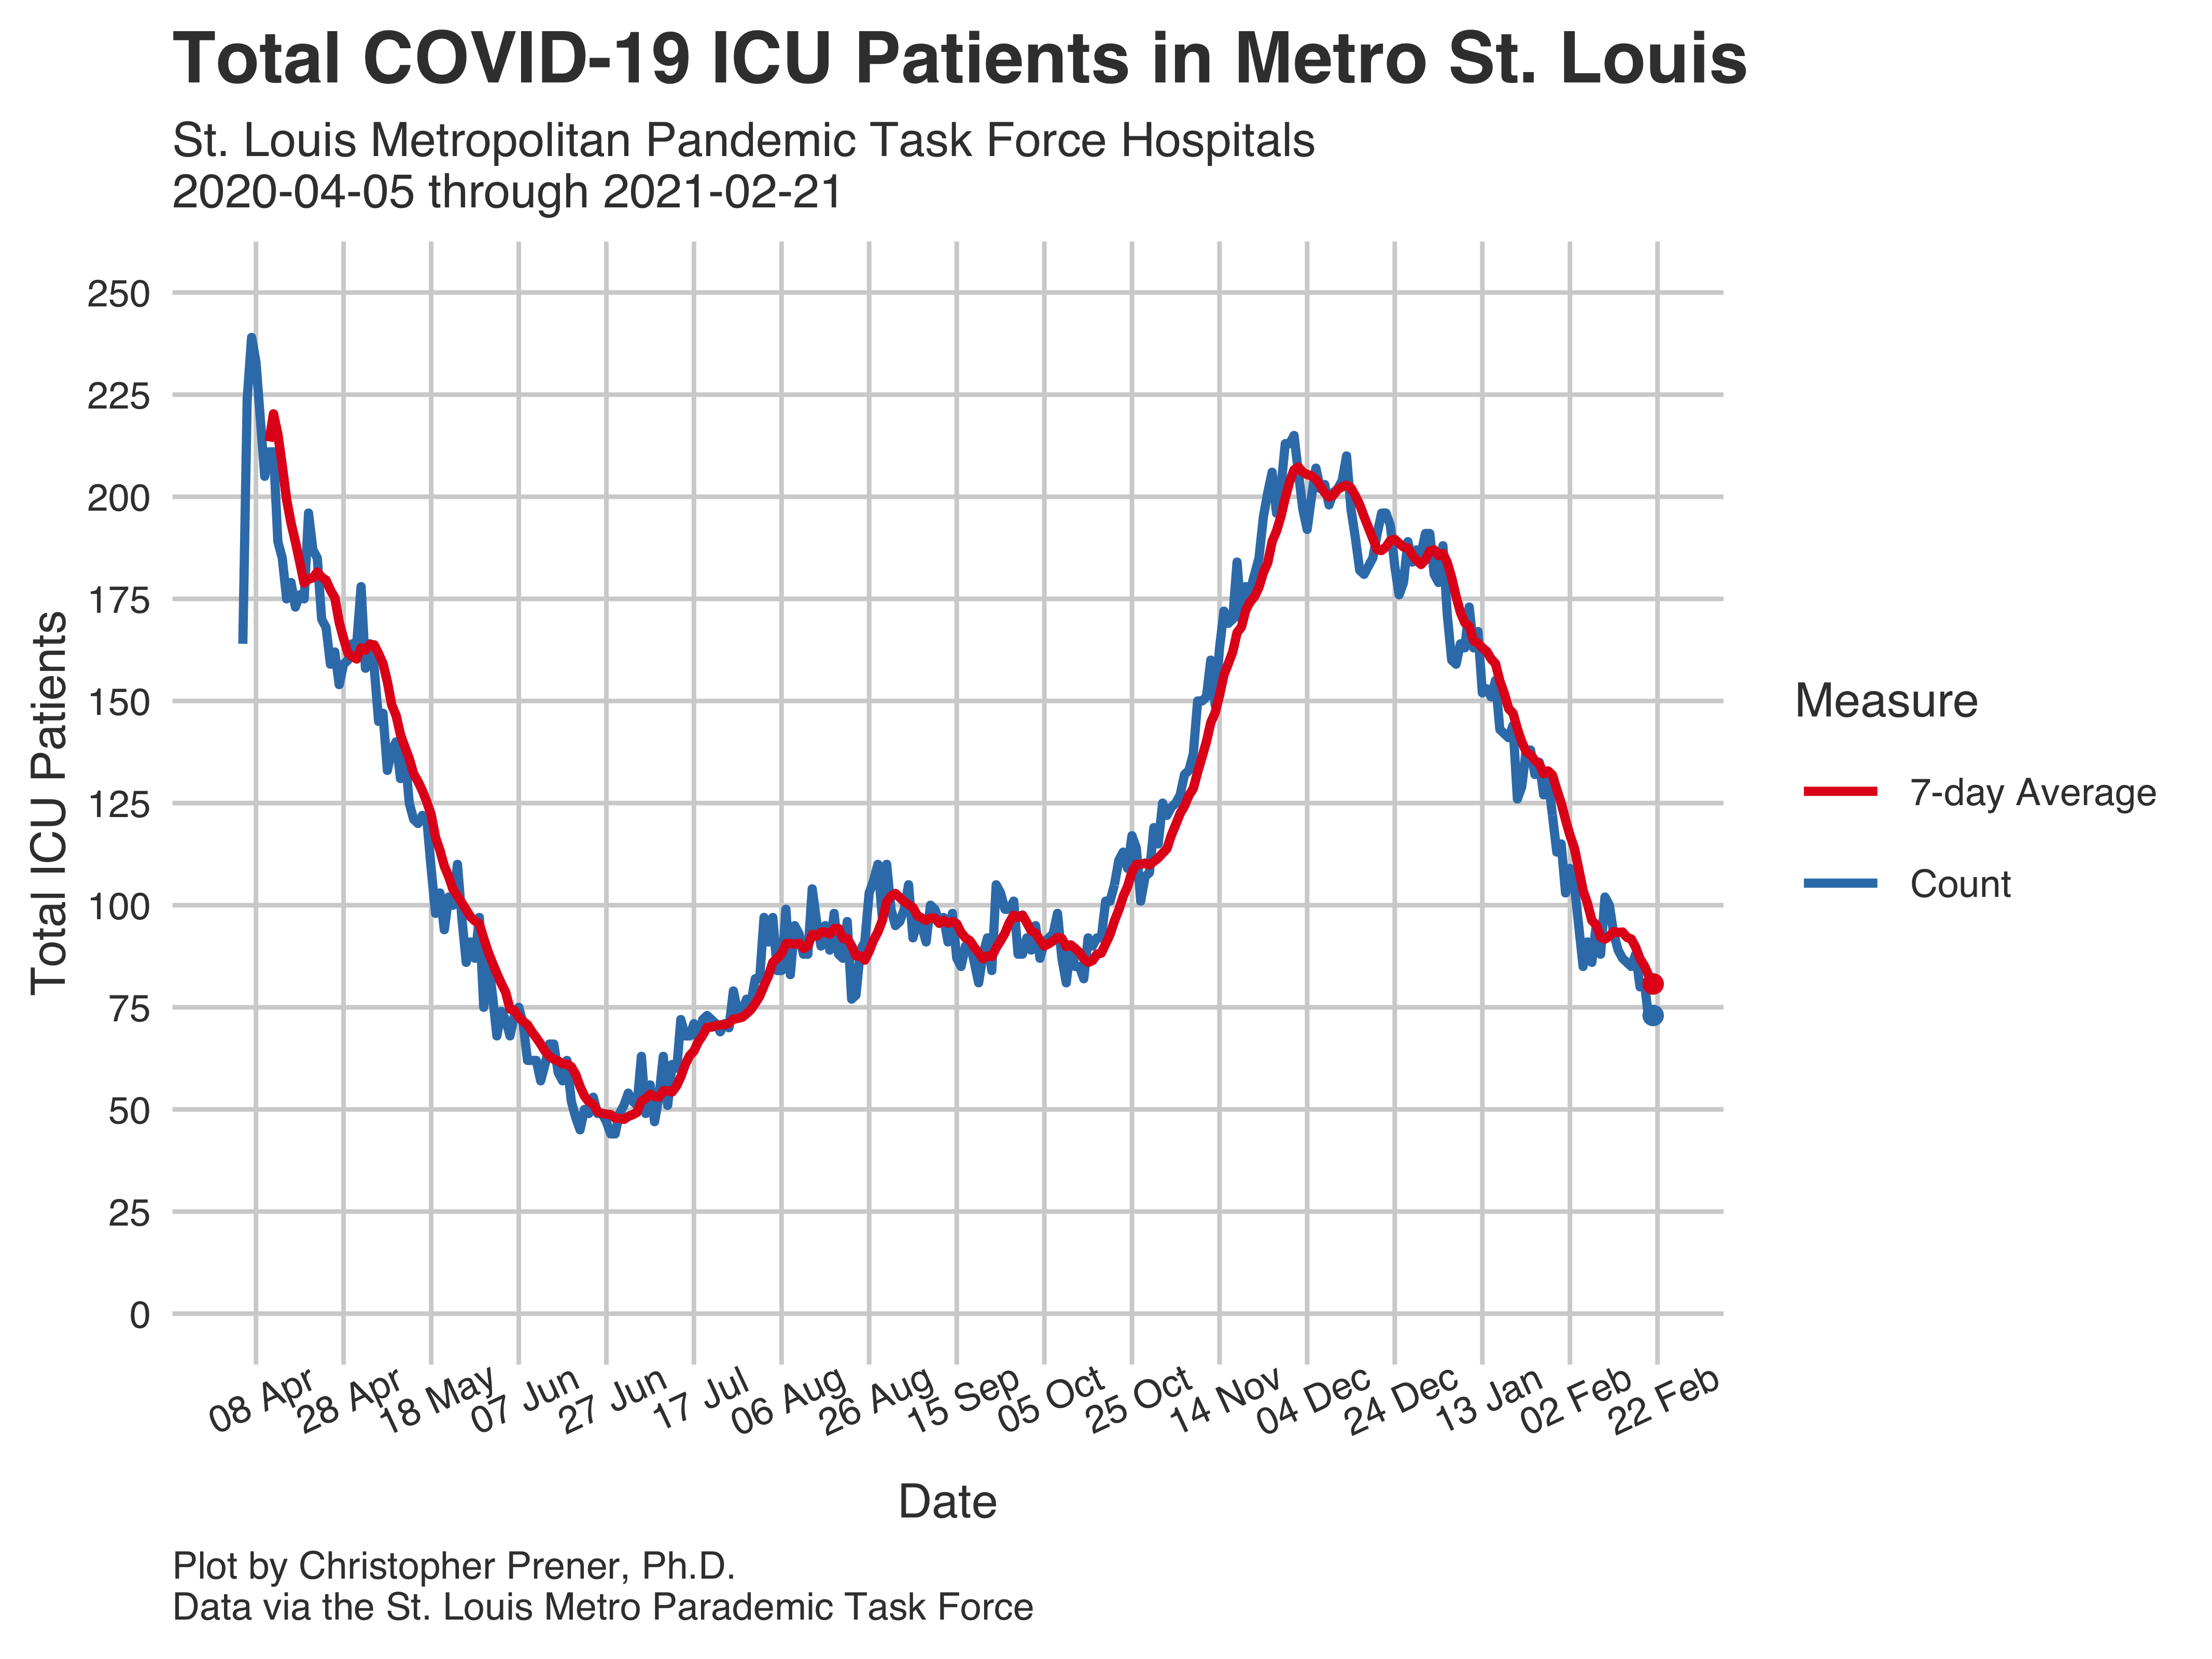 Total COVID-19 ICU Patients in Metro St. Louis
St. Louis Metropolitan Pandemic Task Force Hospitals
2020-04-05 through 2021-02-21
Total ICU Patients
250
225
200
175
150
125
100
75
50
25
0
08 Apr
28 Apr
18 May
07 Jun
27 Jun
17 Jul
06 Aug
26 Aug
15 Sep
05 Oct
25 Oct
14 Nov
04 Dec
24 Dec
13 Jan
02 Feb
22 Feb
Date
Measure
7-day Average
Count
Plot by Christopher Prener, Ph.D.
Data via the St. Louis Metro Parademic Task Force